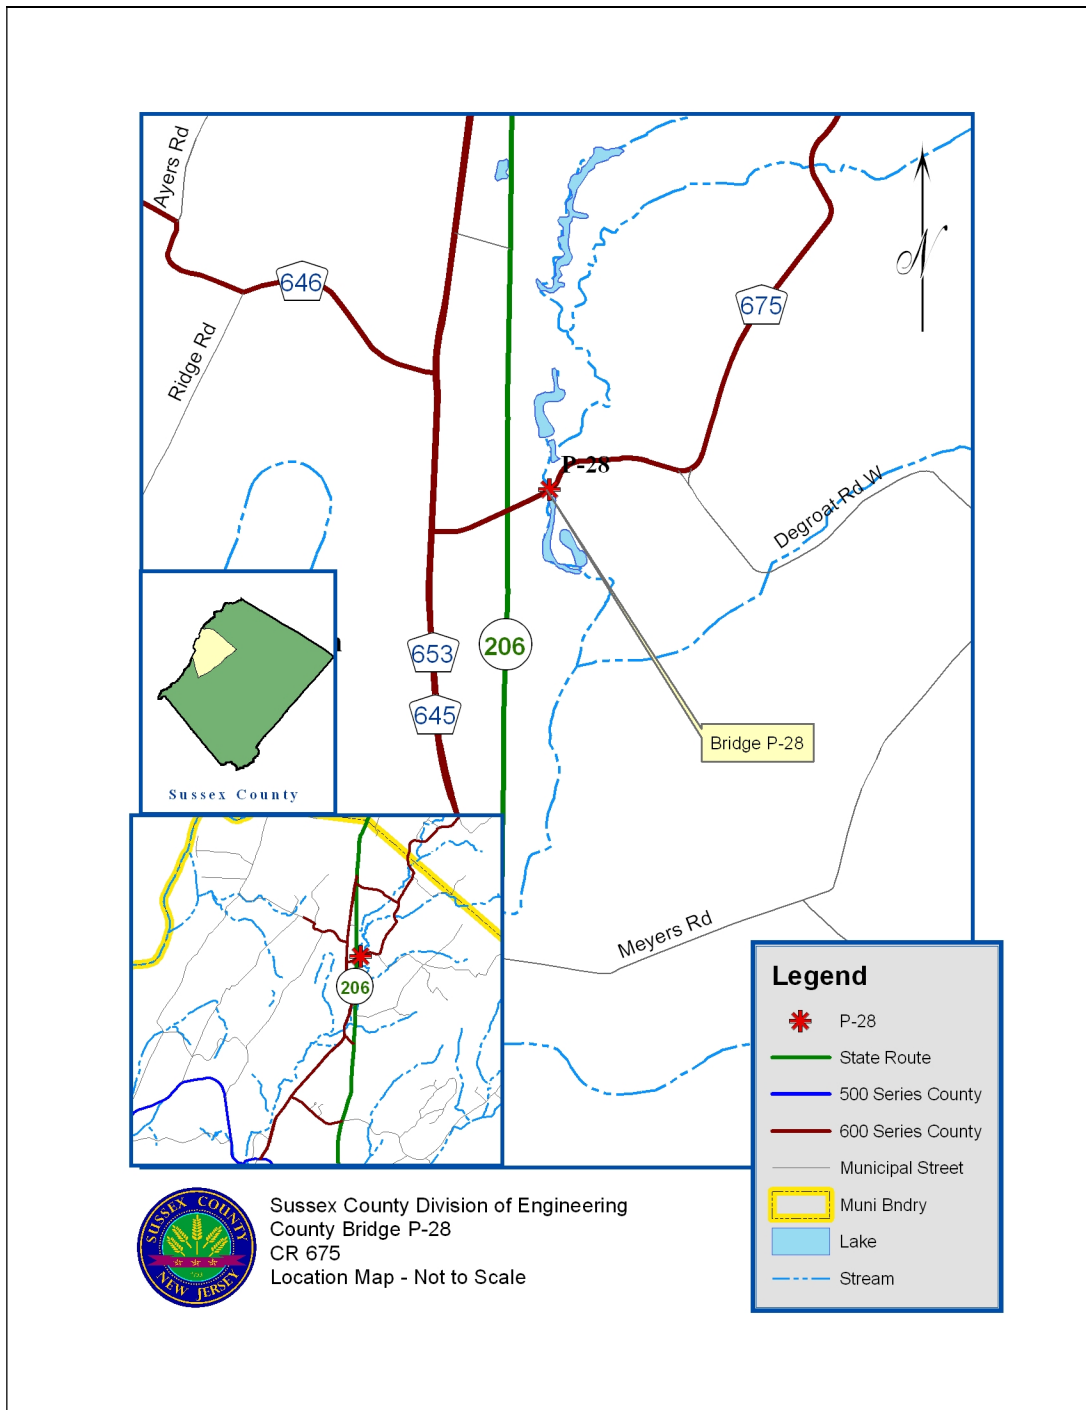 Ayers Rd
646
Ridge Rd
675
N
P-28
Degroat Rd W
653
206
645
Bridge P-28
Sussex County
Meyers Rd
206
Legend
P-28
State Route
500 Series County
600 Series County
Municipal Street
Muni Bndry
Lake
Stream
SUSSEX COUNTY
NEW JERSEY
Sussex County Division of Engineering
County Bridge P-28
CR 675
Location Map - Not to Scale